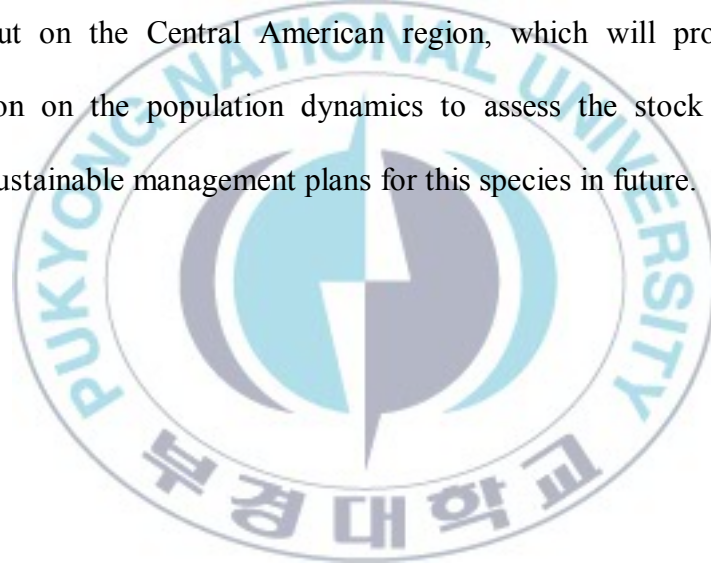 ut on the Central American region, which will pro
on on the population dynamics to assess the stock
ustainable management plans for this species in future.
PUKYONG NATIONAL UNIVERSITY
부경대학교